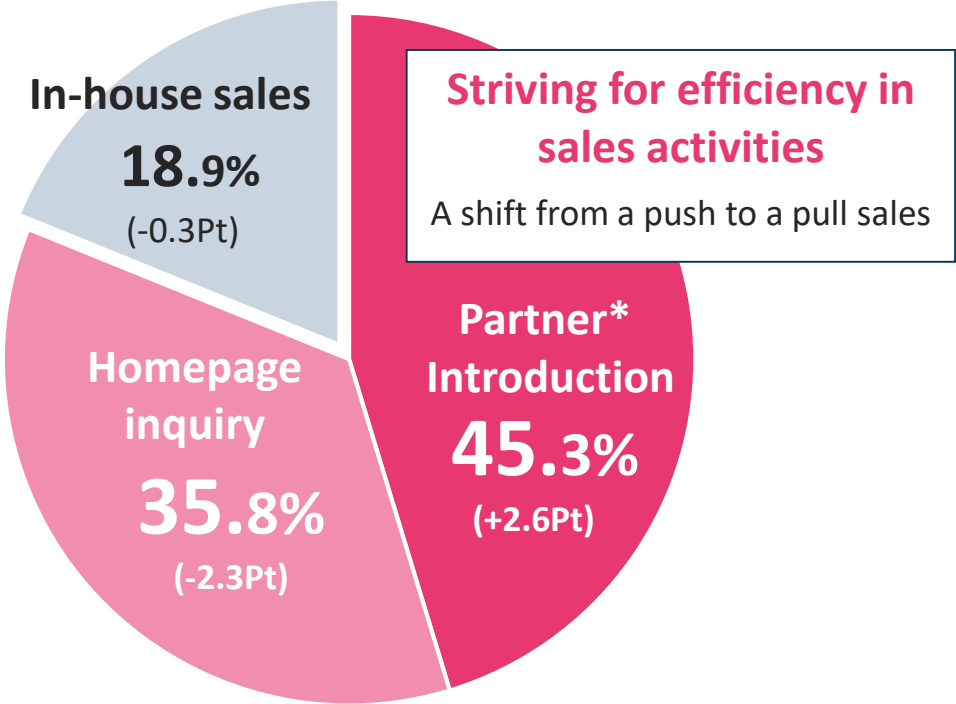 In-house sales
18.9%
(-0.3Pt)
Striving for efficiency in
sales activities
A shift from a push to a pull sales
Partner*
Introduction
45.3%
(+2.6Pt)
Homepage
inquiry
35.8%
(-2.3Pt)